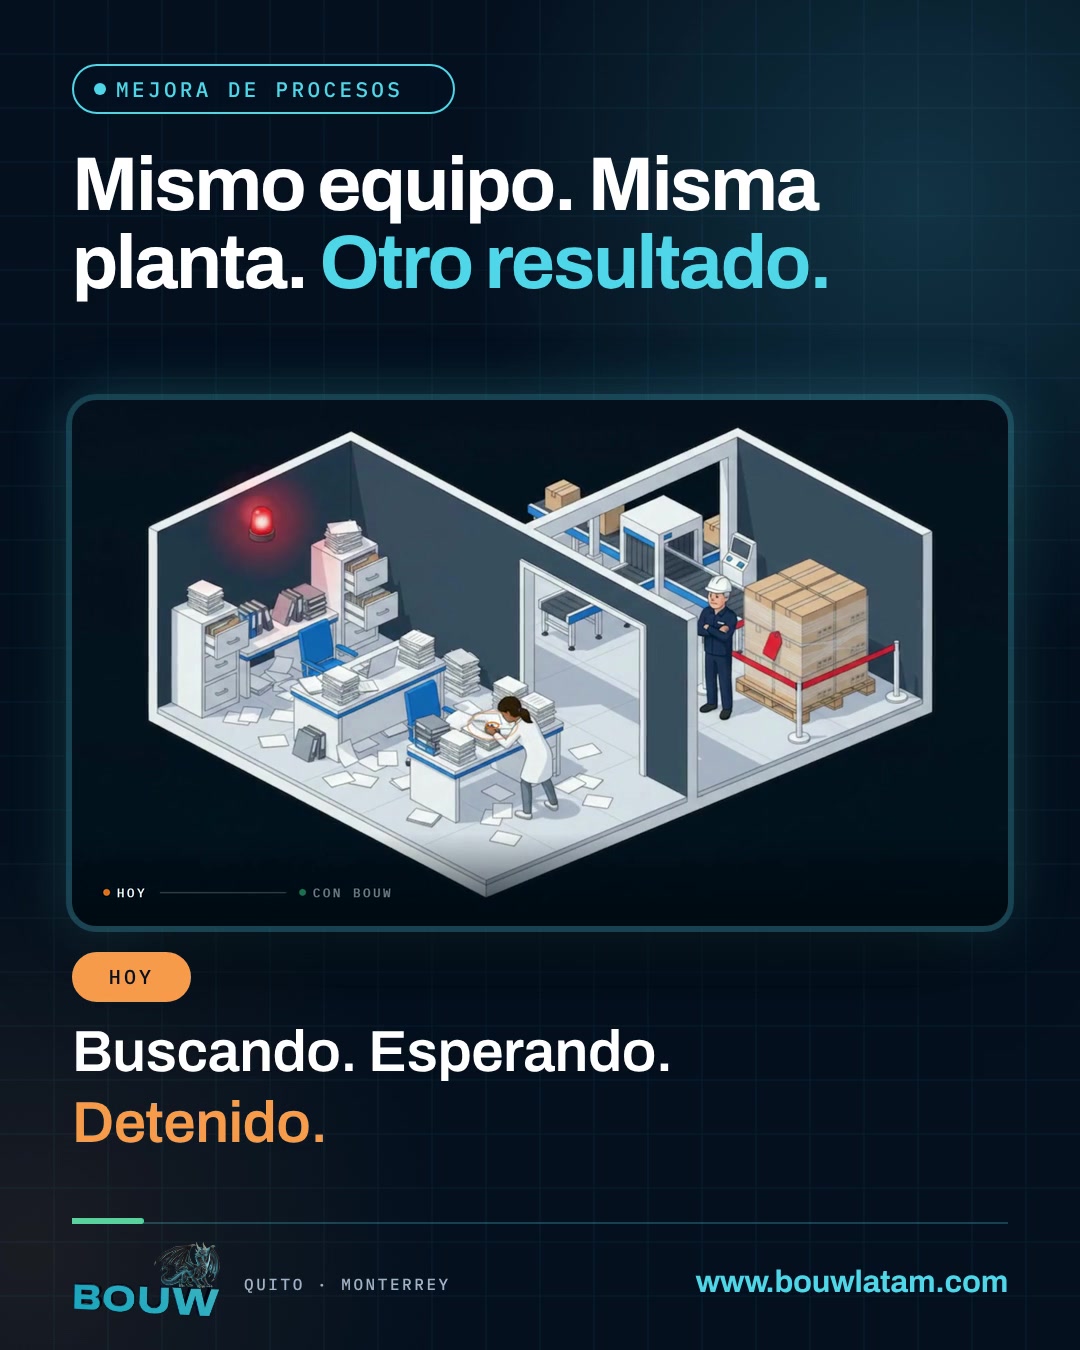 MEJORA DE PROCESOS
Mismo equipo. Misma
planta. Otro resultado.
HOY
CON BOUW
HOY
Buscando. Esperando.
Detenido.
BOUW
QUITO · MONTERREY
www.bouwlatam.com